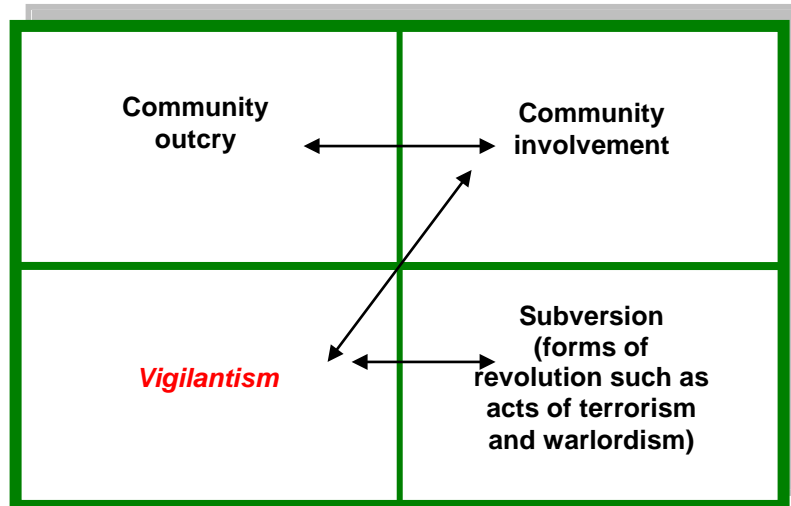 Community
outcry
Community
involvement
Vigilantism
Subversion
(forms of
revolution such as
acts of terrorism
and warlordism)